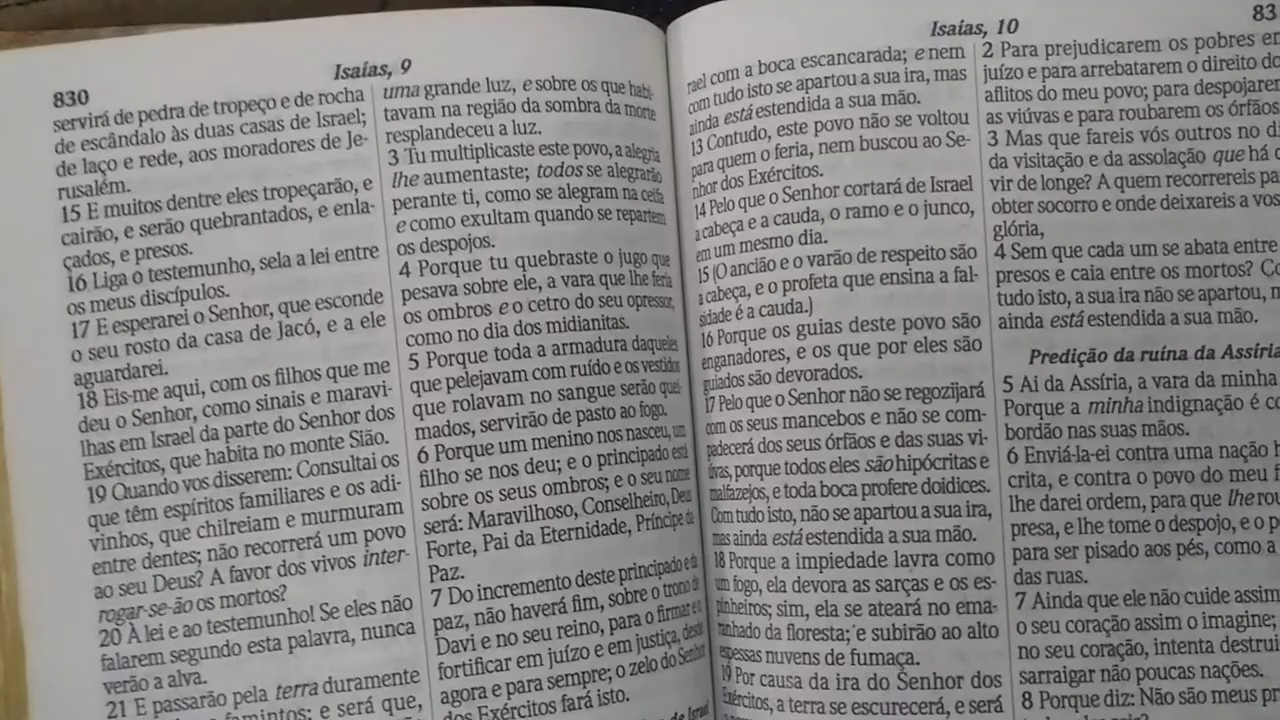 830
Isaías, 9
servirá de pedra de tropeço e de rocha
de escândalo às duas casas de Israel;
de laço e rede, aos moradores de Je-
rusalém.
15 E muitos dentre eles tropeçarão, e
cairão, e serão quebrantados, e enla-
çados, e presos.
16 Liga o testemunho, sela a lei entre
os meus discípulos.
17 E esperarei o Senhor, que esconde
o seu rosto da casa de Jacó, e a ele
aguardarei.
18 Eis-me aqui, com os filhos que me
deu o Senhor, como sinais e maravi-
lhas em Israel da parte do Senhor dos
Exércitos, que habita no monte Sião.
19 Quando vos disserem: Consultai os
que têm espíritos familiares e os adi-
vinhos, que chilreiam e murmuram
entre dentes; não recorrerá um povo
ao seu Deus? A favor dos vivos inter-
rogar-se-ão os mortos?
20 À lei e ao testemunho! Se eles não
falarem segundo esta palavra, nunca
verão a alva.
21 E passarão pela terra duramente
famintos; e será que,
uma grande luz, e sobre os que habi-
tavam na região da sombra da morte
resplandeceu a luz.
3 Tu multiplicaste este povo, a alegria
lhe aumentaste; todos se alegrarão
perante ti, como se alegram na ceifa
e como exultam quando se repartem
os despojos.
4 Porque tu quebraste o jugo que
pesava sobre ele, a vara que lhe feria
os ombros e o cetro do seu opressor,
como no dia dos midianitas.
5 Porque toda a armadura daqueles
que pelejavam com ruído e os vestidos
que rolavam no sangue serão quei-
mados, servirão de pasto ao fogo.
6 Porque um menino nos nasceu, um
filho se nos deu; e o principado está
sobre os seus ombros; e o seu nome
será: Maravilhoso, Conselheiro, Deus
Forte, Pai da Eternidade, Príncipe da
Paz.
7 Do incremento deste principado e da
paz, não haverá fim, sobre o trono de
Davi e no seu reino, para o firmar e o
fortificar em juízo e em justiça, desde
agora e para sempre; o zelo do Senhor
dos Exércitos fará isto.
de Israel
Isaías, 10
83
rael com a boca escancarada; e nem
com tudo isto se apartou a sua ira, mas
ainda está estendida a sua mão.
13 Contudo, este povo não se voltou
para quem o feria, nem buscou ao Se-
nhor dos Exércitos.
14 Pelo que o Senhor cortará de Israel
a cabeça e a cauda, o ramo e o junco,
em um mesmo dia.
15 (O ancião e o varão de respeito são
a cabeça, e o profeta que ensina a fal-
sidade é a cauda.)
16 Porque os guias deste povo são
enganadores, e os que por eles são
guiados são devorados.
17 Pelo que o Senhor não se regozijará
com os seus mancebos e não se com-
padecerá dos seus órfãos e das suas vi-
úvas, porque todos eles são hipócritas e
malfazejos, e toda boca profere doidices.
Com tudo isto, não se apartou a sua ira,
mas ainda está estendida a sua mão.
18 Porque a impiedade lavra como
um fogo, ela devora as sarças e os es-
pinheiros; sim, ela se ateará no ema-
ranhado da floresta; e subirão ao alto
espessas nuvens de fumaça.
19 Por causa da ira do Senhor dos
Exércitos, a terra se escurecerá, e será
2 Para prejudicarem os pobres em
juízo e para arrebatarem o direito do
aflitos do meu povo; para despojarem
as viúvas e para roubarem os órfãos
3 Mas que fareis vós outros no di
da visitação e da assolação que há
vir de longe? A quem recorrereis pa
obter socorro e onde deixareis a vos
glória,
4 Sem que cada um se abata entre
presos e caia entre os mortos? Co
tudo isto, a sua ira não se apartou, m
ainda está estendida a sua mão.
Predição da ruína da Assíria
5 Ai da Assíria, a vara da minha
Porque a minha indignação é co
bordão nas suas mãos.
6 Enviá-la-ei contra uma nação h
crita, e contra o povo do meu f
lhe darei ordem, para que lhe rou
presa, e lhe tome o despojo, e o p
para ser pisado aos pés, como a
das ruas.
7 Ainda que ele não cuide assim
o seu coração assim o imagine;
no seu coração, intenta destrui
sarraigar não poucas nações.
8 Porque diz: Não são meus pr